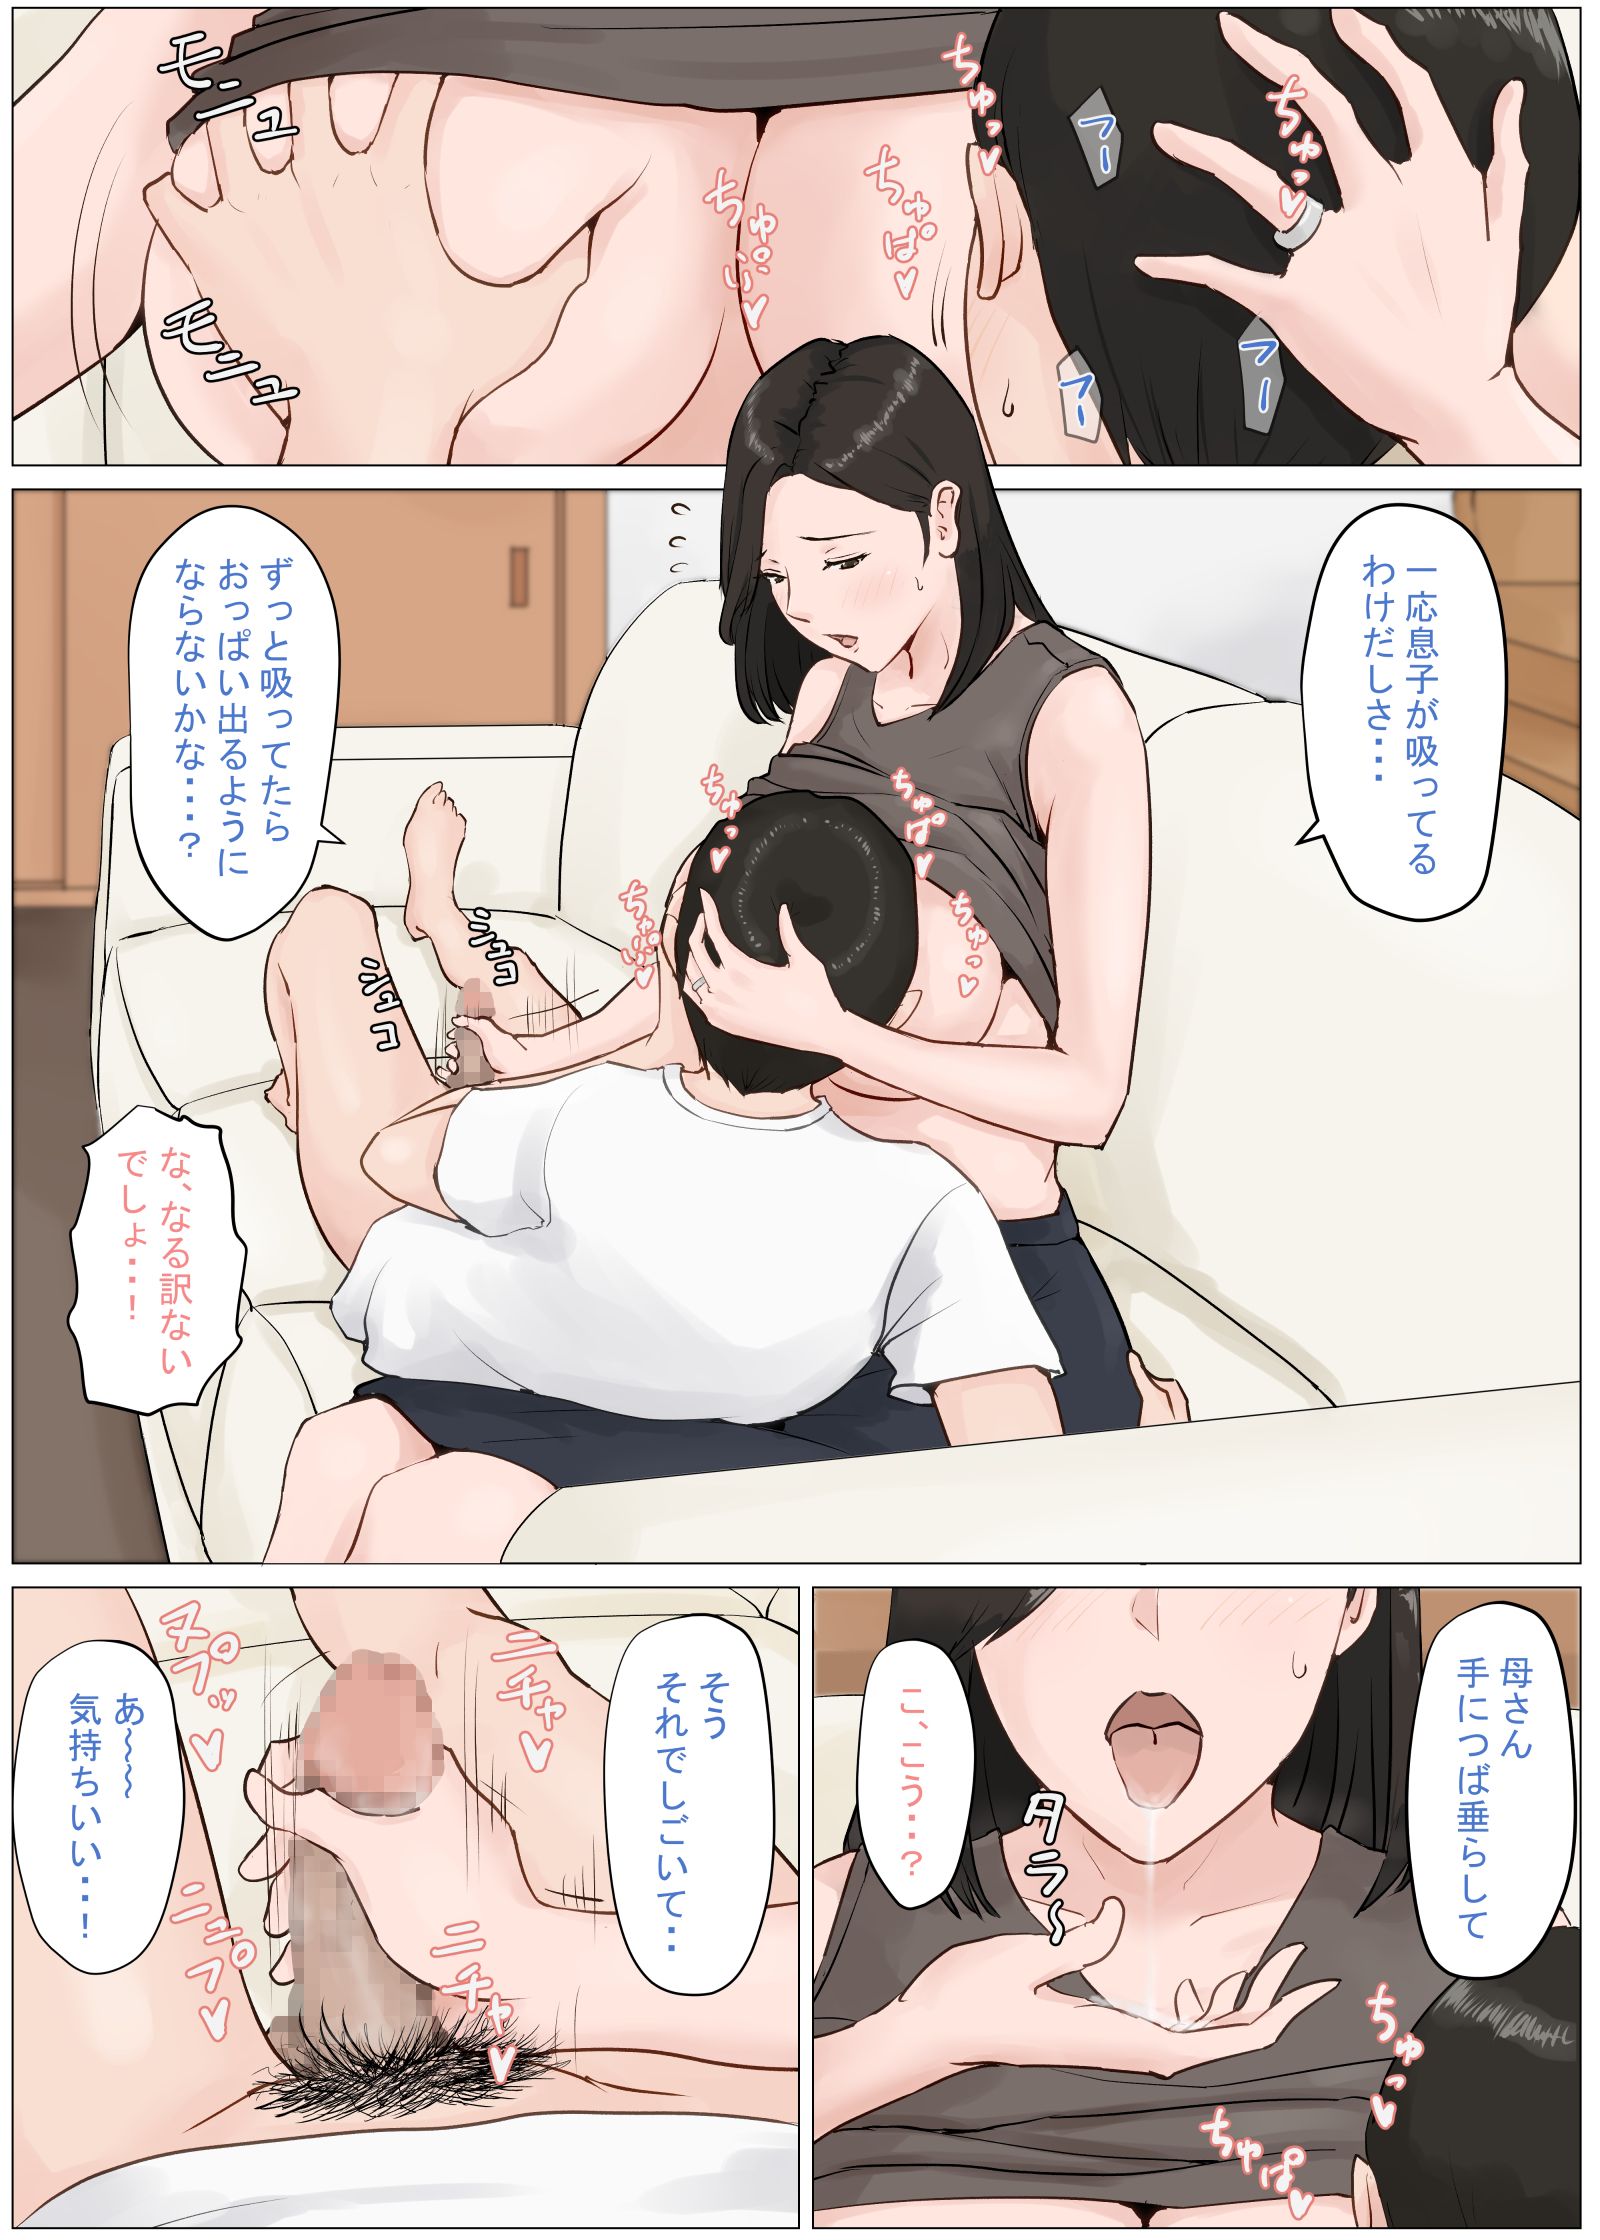 モニュ
モニュ
ちゅっ♥
ちゅっ♥
ちゅぱ♥
ちゅぷぷ♥
フー
フー
フー
一応息子が吸ってる
わけだしさ・・・
ずっと吸ってたら
おっぱい出るように
ならないかな・・・？
ちゅっ♥
ちゅぱ♥
ちゅっ♥
シュコ
シュコ
な、なる訳ない
でしょ・・・！
母さん
手につば垂らして
こ、こう・・・？
タラ～
ちゅっ♥
ちゅぱ♥
そう
それでしごいて・・
ニチャ♥
ヌプッ♥
ニチャ♥
ニュプ♥
あ～～～
気持ちいい・・・！